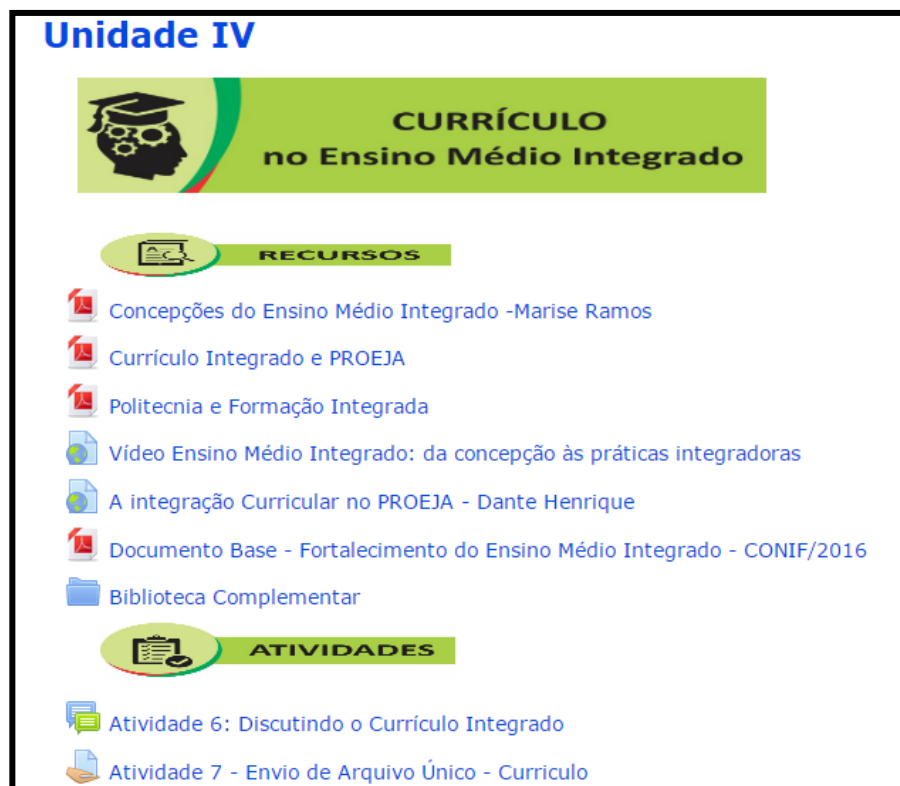 Unidade IV
CURRÍCULO
no Ensino Médio Integrado
RECURSOS
Concepções do Ensino Médio Integrado -Marise Ramos
Currículo Integrado e PROEJA
Politecnia e Formação Integrada
Vídeo Ensino Médio Integrado: da concepção às práticas integradoras
A integração Curricular no PROEJA - Dante Henrique
Documento Base - Fortalecimento do Ensino Médio Integrado - CONIF/2016
Biblioteca Complementar
ATIVIDADES
Atividade 6: Discutindo o Currículo Integrado
Atividade 7 - Envio de Arquivo Único - Curriculo